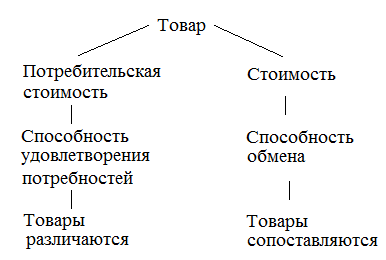 Товар
Потребительская
стоимость
Стоимость
Способность
удовлетворения
потребностей
Способность
обмена
Товары
различаются
Товары
сопоставляются